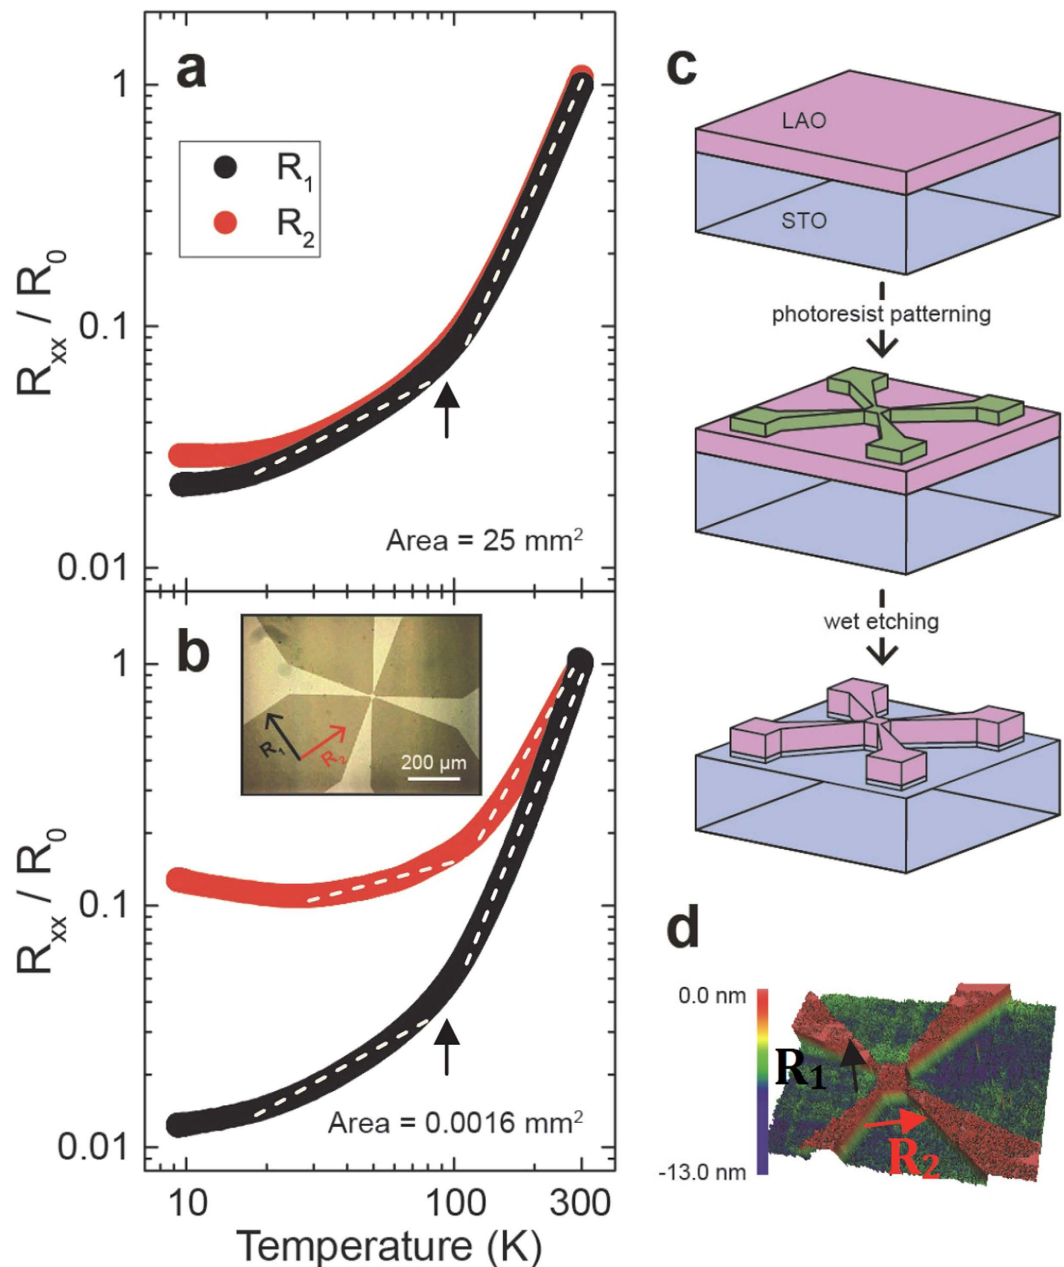 a
R₁
R₂
1
0.1
0.01
Rxx / R₀
Area = 25 mm²
b
R₁
R₂
200 µm
1
0.1
0.01
Rxx / R₀
Area = 0.0016 mm²
10
100
300
Temperature (K)
c
LAO
STO
photoresist patterning
wet etching
d
0.0 nm
-13.0 nm
R₁
R₂